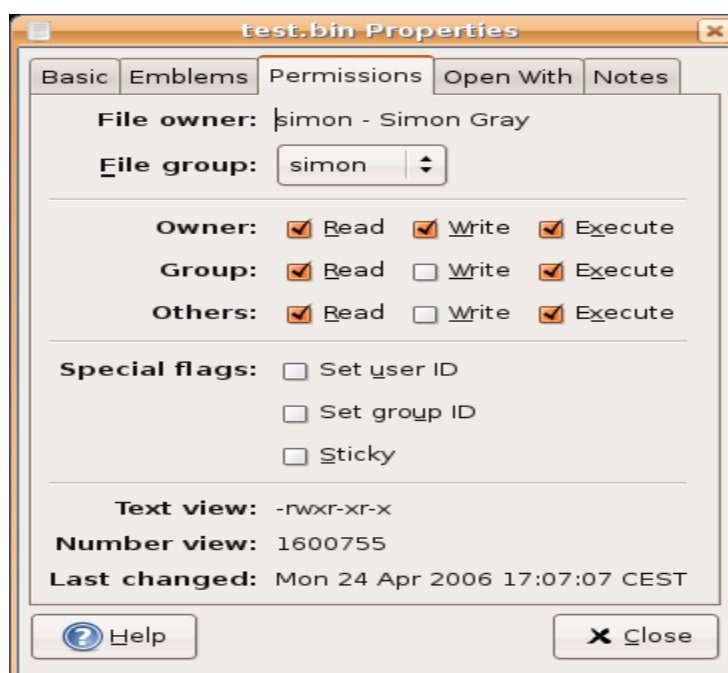 test.bin Properties
Basic Emblems Permissions Open With Notes
File owner: simon - Simon Gray
File group: simon
Owner: Read Write Execute
Group: Read Write Execute
Others: Read Write Execute
Special flags: Set user ID
Set group ID
Sticky
Text view: -rwxr-xr-x
Number view: 1600755
Last changed: Mon 24 Apr 2006 17:07:07 CEST
Help Close